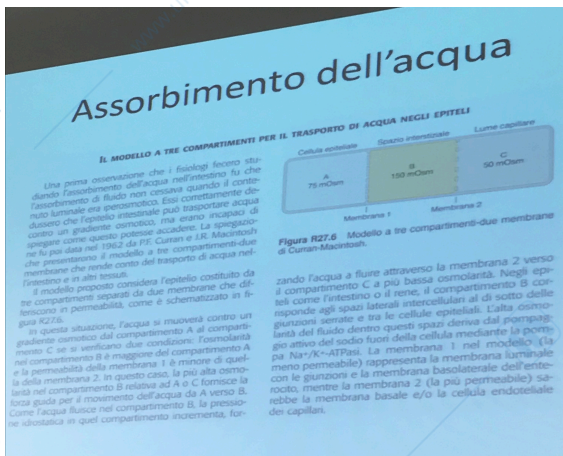 Assorbimento dell'acqua
IL MODELLO A TRE COMPARTIMENTI PER IL TRASPORTO DI ACQUA NEGLI EPITELI
Una prima osservazione che i fisiologi fecero stu-
diando l'assorbimento dell'acqua nell'intestino fu che
l'assorbimento di fluido non cessava quando il conte-
nuto luminale era iperosmotico. Essi correttamente de-
dussero che l'epitelio intestinale può trasportare acqua
contro un gradiente osmotico, ma erano incapaci di
spiegare come questo potesse accadere. La spiegazio-
ne fu poi data nel 1962 da P.F. Curran e J.R. Macintosh
che presentarono il modello a tre compartimenti-due
membrane che rende conto del trasporto di acqua nel-
l'intestino e in altri tessuti.
Il modello proposto considera l'epitelio costituito da
tre compartimenti separati da due membrane che dif-
feriscono in permeabilità, come è schematizzato in fi-
gura R27.6.
In questa situazione, l'acqua si muoverà contro un
gradiente osmotico dal compartimento A al comparti-
mento C se si verificano due condizioni: l'osmolarità
nel compartimento B è maggiore del compartimento A
e la permeabilità della membrana 1 è minore di quel-
la della membrana 2. In questo caso, la più alta osmo-
larità nel compartimento B relativa ad A o C fornisce la
forza guida per il movimento dell'acqua da A verso B.
Come l'acqua fluisce nel compartimento B, la pressio-
ne idrostatica in quel compartimento incrementa, for-
Cellula epiteliale
Spazio interstiziale
Lume capillare
A
75 mOsm
B
150 mOsm
C
50 mOsm
Membrana 1
Membrana 2
Figura R27.6 Modello a tre compartimenti-due membrane
di Curran-Macintosh.
zando l'acqua a fluire attraverso la membrana 2 verso
il compartimento C a più bassa osmolarità. Negli epi-
teli come l'intestino o il rene, il compartimento B cor-
risponde agli spazi laterali intercellulari al di sotto delle
giunzioni serrate e tra le cellule epiteliali. L'alta osmo-
larità del fluido dentro questi spazi deriva dal pompag-
gio attivo del sodio fuori della cellula mediante la pom-
pa Na+/K+-ATPasi. La membrana 1 nel modello (la
meno permeabile) rappresenta la membrana luminale
con le giunzioni e la membrana basolaterale dell'ente-
rocito, mentre la membrana 2 (la più permeabile) sa-
rebbe la membrana basale e/o la cellula endoteliale
dei capillari.